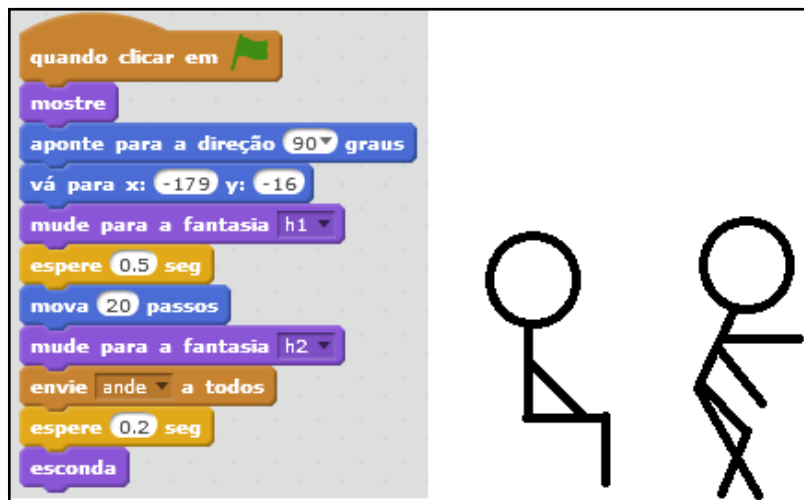 quando clicar em
mostre
aponte para a direção 90 graus
vá para x: -179 y: -16
mude para a fantasia h1
espere 0.5 seg
mova 20 passos
mude para a fantasia h2
envie ande a todos
espere 0.2 seg
esconda